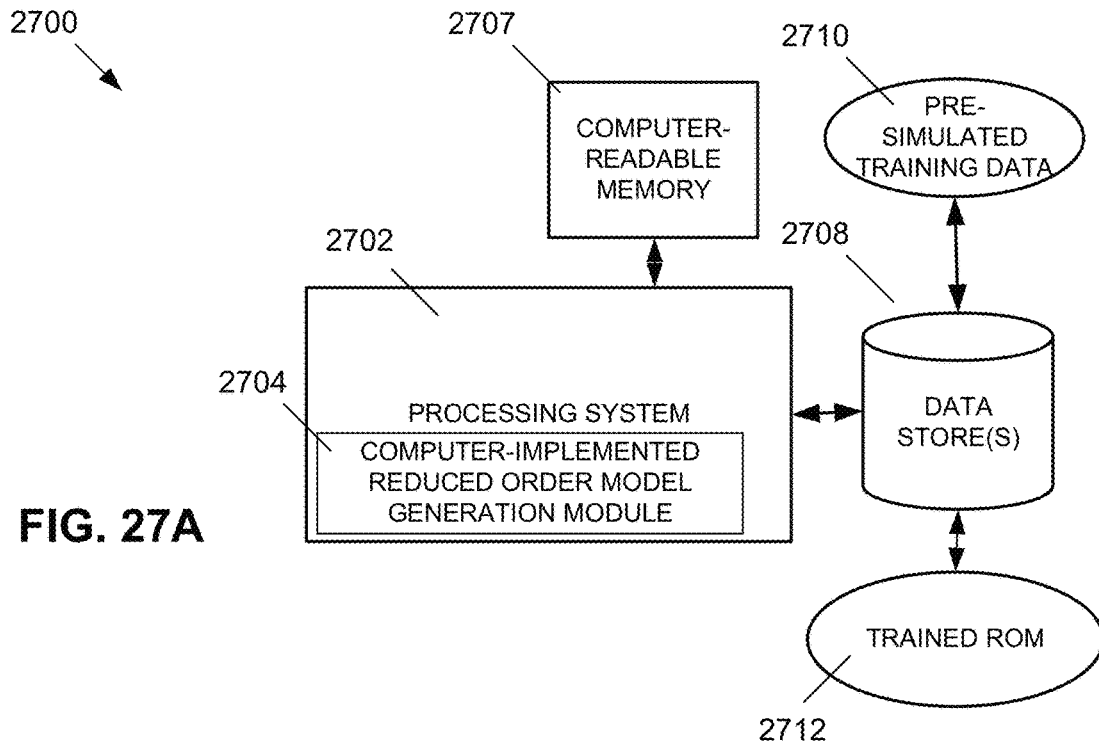 2700
2707
2710
COMPUTER-
READABLE
MEMORY
PRE-
SIMULATED
TRAINING DATA
2702
2708
2704
PROCESSING SYSTEM
COMPUTER-IMPLEMENTED
REDUCED ORDER MODEL
GENERATION MODULE
DATA
STORE(S)
FIG. 27A
TRAINED ROM
2712